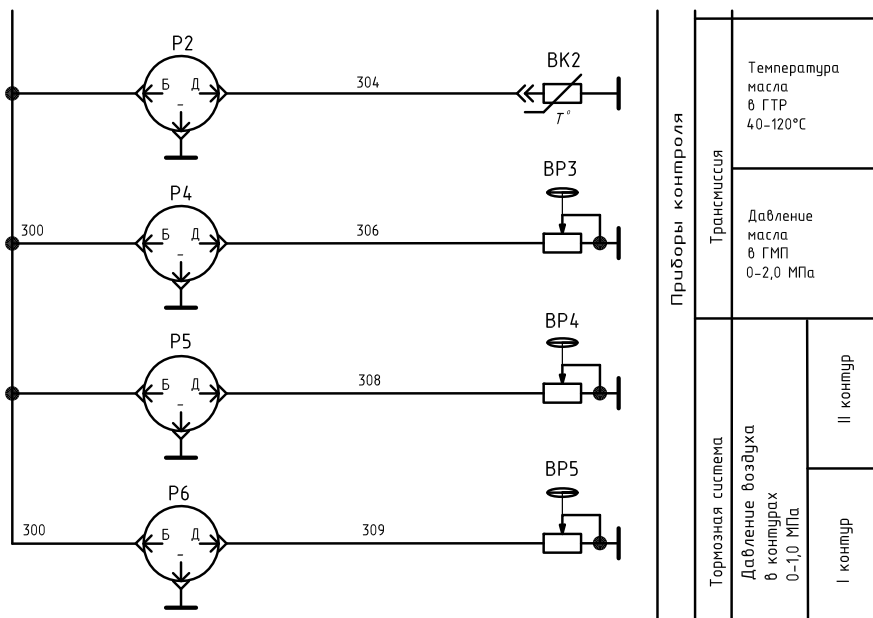 P2
Б Д
-
304
BK2
T°
P4
300
Б Д
-
306
BP3
P5
Б Д
-
308
BP4
P6
300
Б Д
-
309
BP5
Приборы контроля
Трансмиссия
Температура
масла
в ГТР
40-120°C
Давление
масла
в ГМП
0-2,0 МПа
Тормозная система
Давление воздуха
в контурах
0-1,0 МПа
II контур
I контур